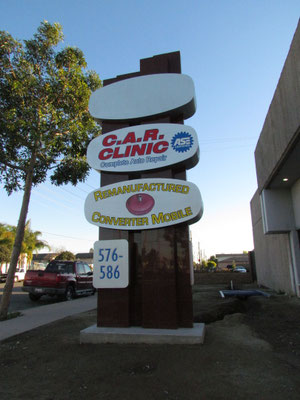 C.A.R.
CLINIC
ASE
Complete Auto Repair
REMANUFACTURED
CONVERTER MOBILE
576-
586